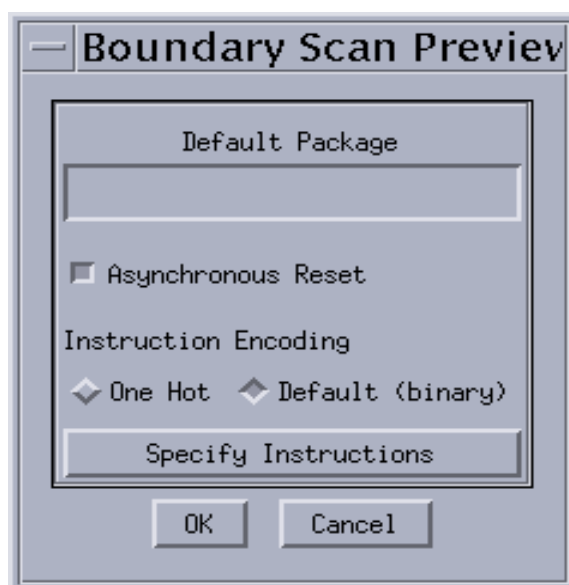 Boundary Scan Previev
Default Package
Asynchronous Reset
Instruction Encoding
One Hot Default (binary)
Specify Instructions
OK Cancel